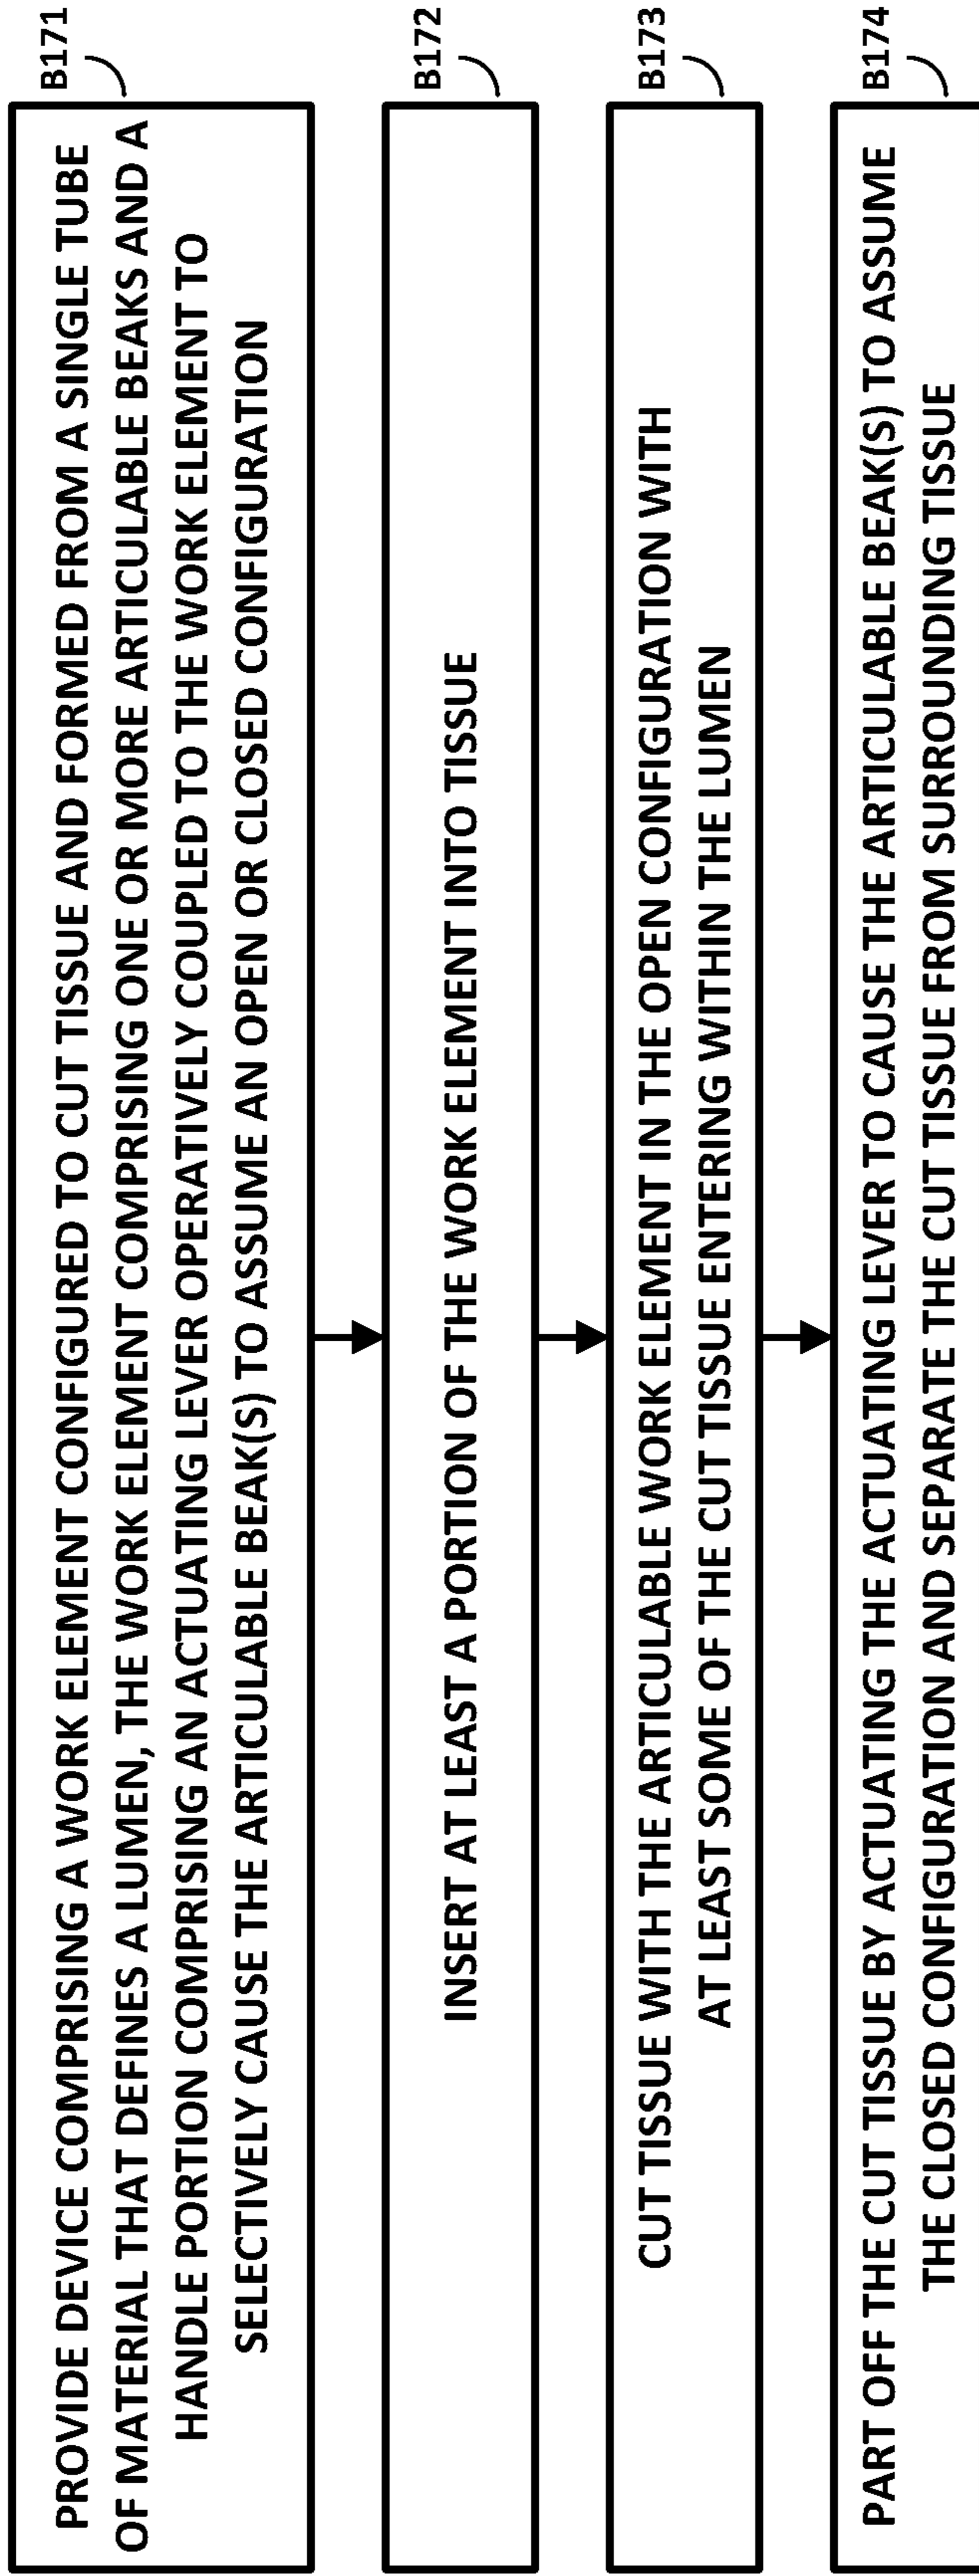 B171
PROVIDE DEVICE COMPRISING A WORK ELEMENT CONFIGURED TO CUT TISSUE AND FORMED FROM A SINGLE TUBE
OF MATERIAL THAT DEFINES A LUMEN, THE WORK ELEMENT COMPRISING ONE OR MORE ARTICULABLE BEAKS AND A
HANDLE PORTION COMPRISING AN ACTUATING LEVER OPERATIVELY COUPLED TO THE WORK ELEMENT TO
SELECTIVELY CAUSE THE ARTICULABLE BEAK(S) TO ASSUME AN OPEN OR CLOSED CONFIGURATION
B172
INSERT AT LEAST A PORTION OF THE WORK ELEMENT INTO TISSUE
B173
CUT TISSUE WITH THE ARTICULABLE WORK ELEMENT IN THE OPEN CONFIGURATION WITH
AT LEAST SOME OF THE CUT TISSUE ENTERING WITHIN THE LUMEN
B174
PART OFF THE CUT TISSUE BY ACTUATING THE ACTUATING LEVER TO CAUSE THE ARTICULABLE BEAK(S) TO ASSUME
THE CLOSED CONFIGURATION AND SEPARATE THE CUT TISSUE FROM SURROUNDING TISSUE